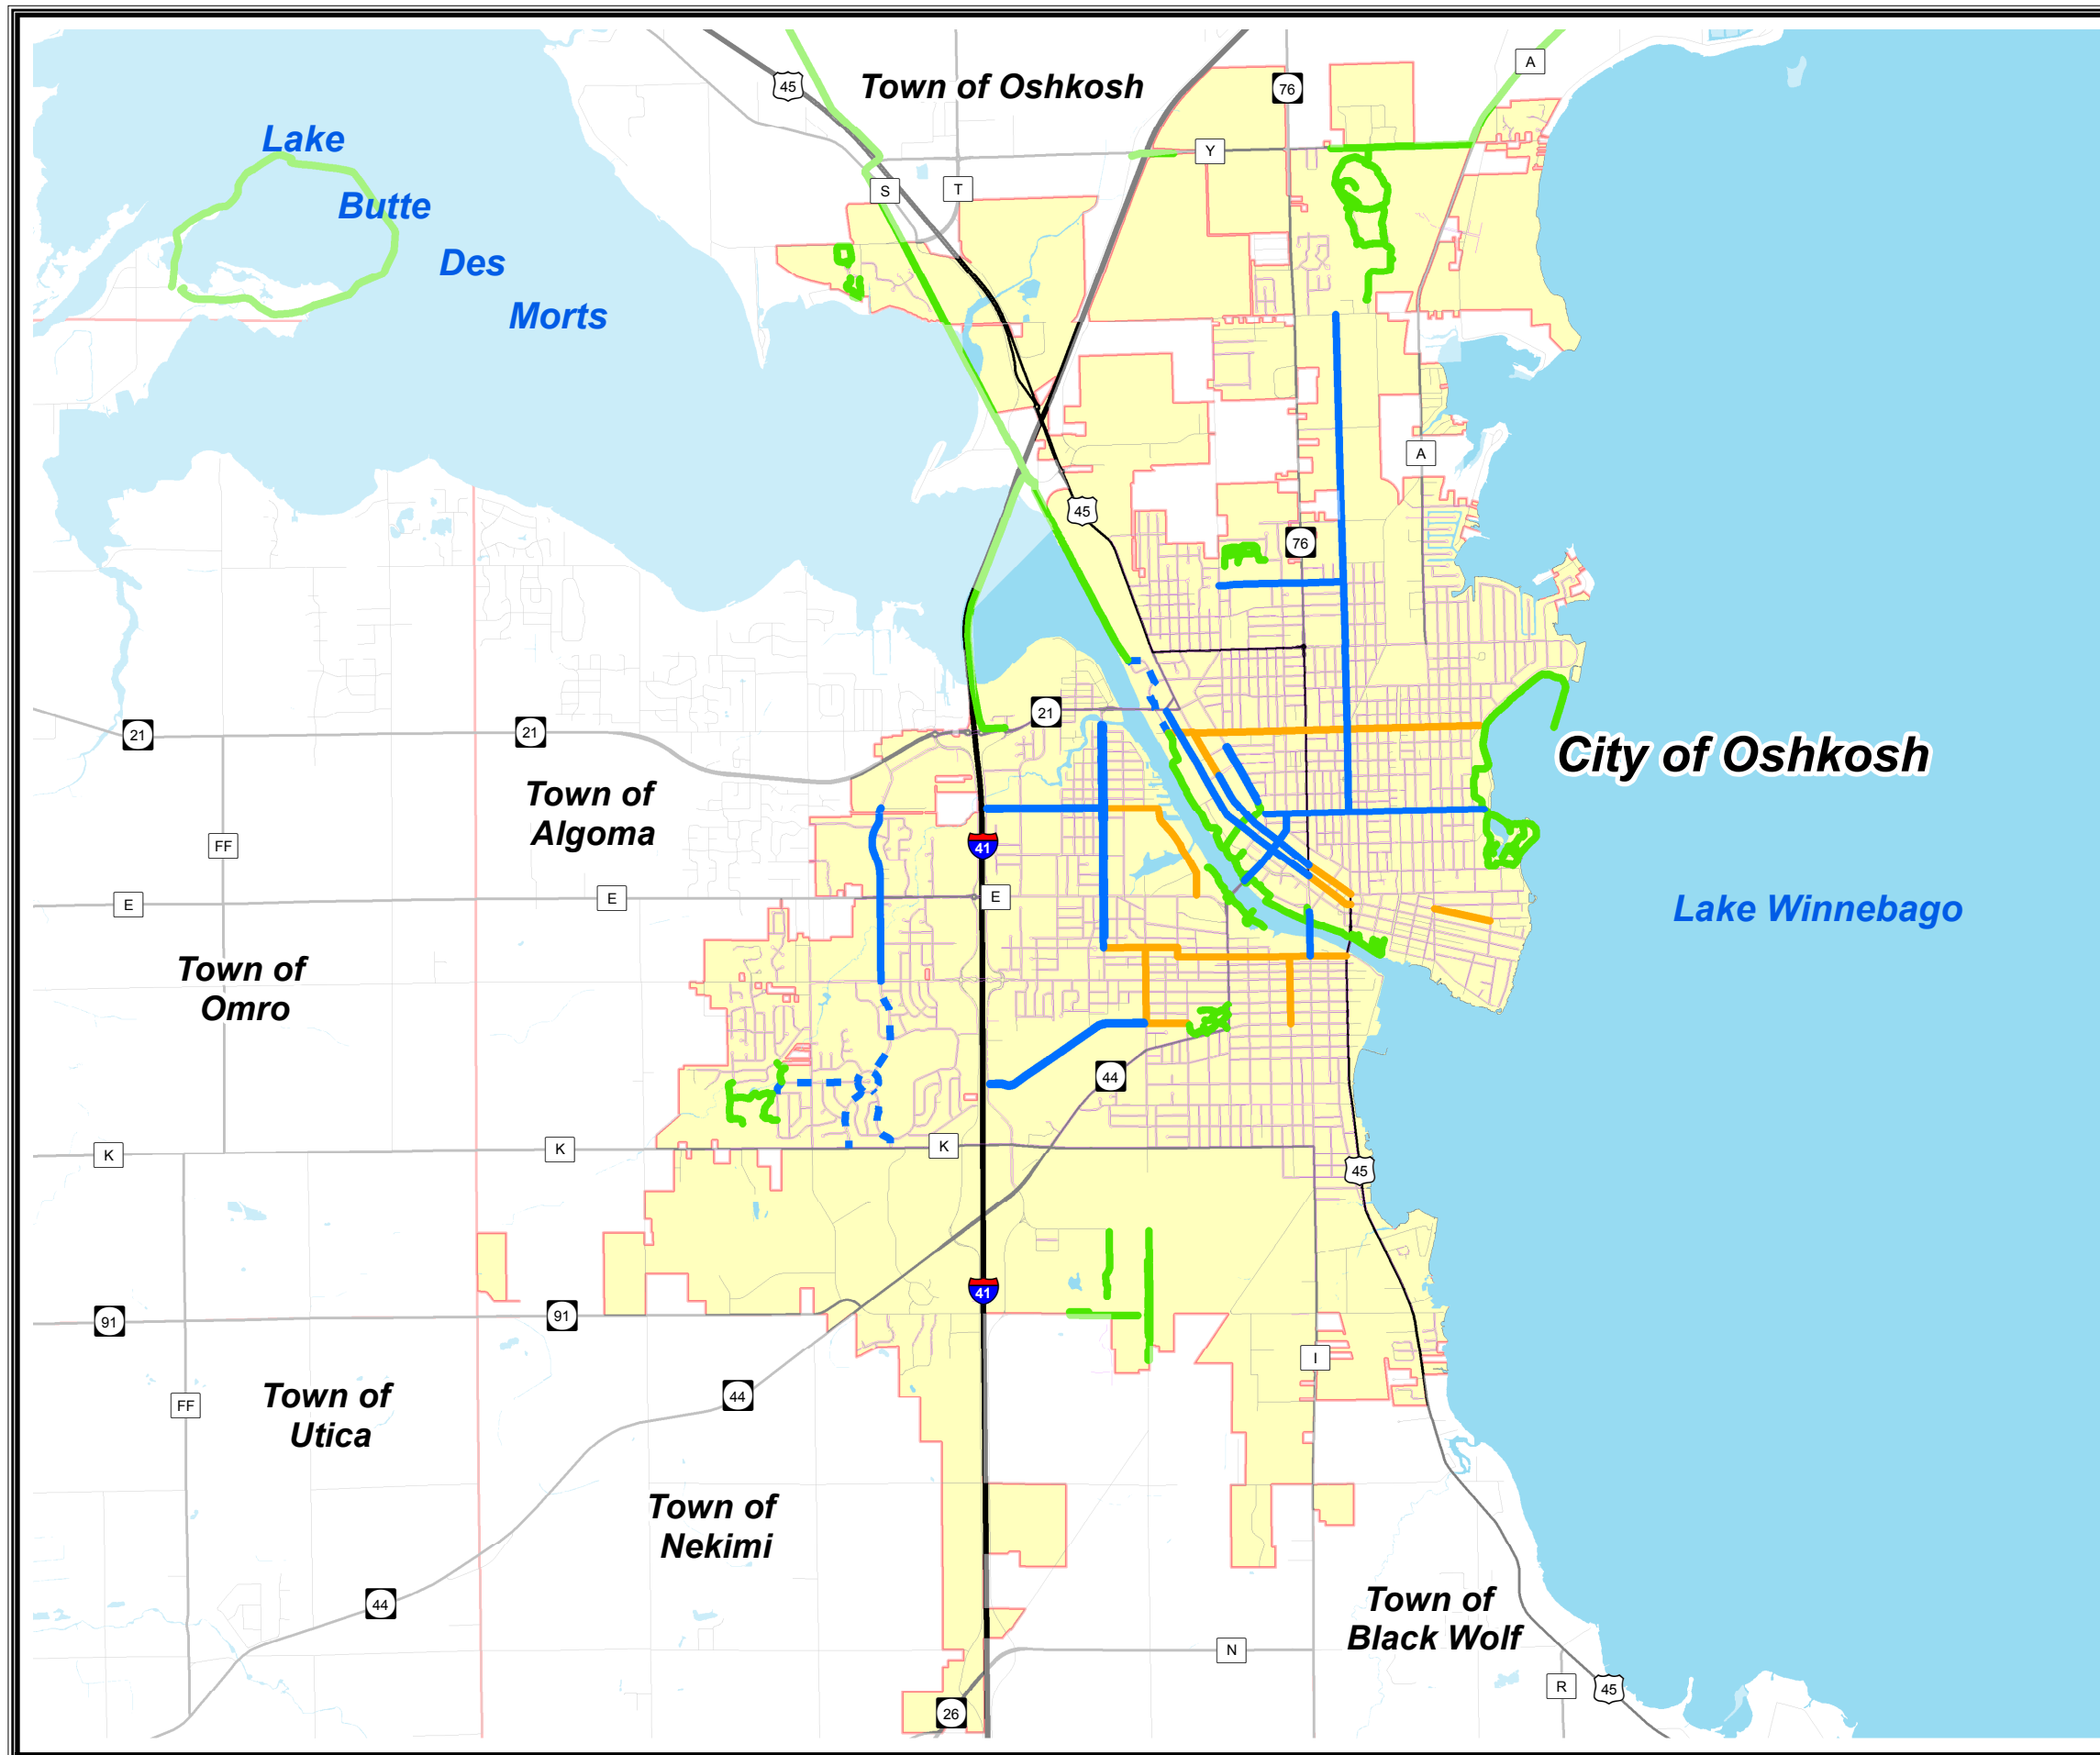 45
Town of Oshkosh
76
A
Lake
Y
S
T
Butte
Des
Morts
A
45
76
21
21
21
City of Oshkosh
Town of
Algoma
FF
41
E
E
E
Lake Winnebago
Town of
Omro
44
K
K
K
45
41
91
91
I
Town of
Utica
FF
44
Town of
Nekimi
44
Town of
Black Wolf
N
R
45
26